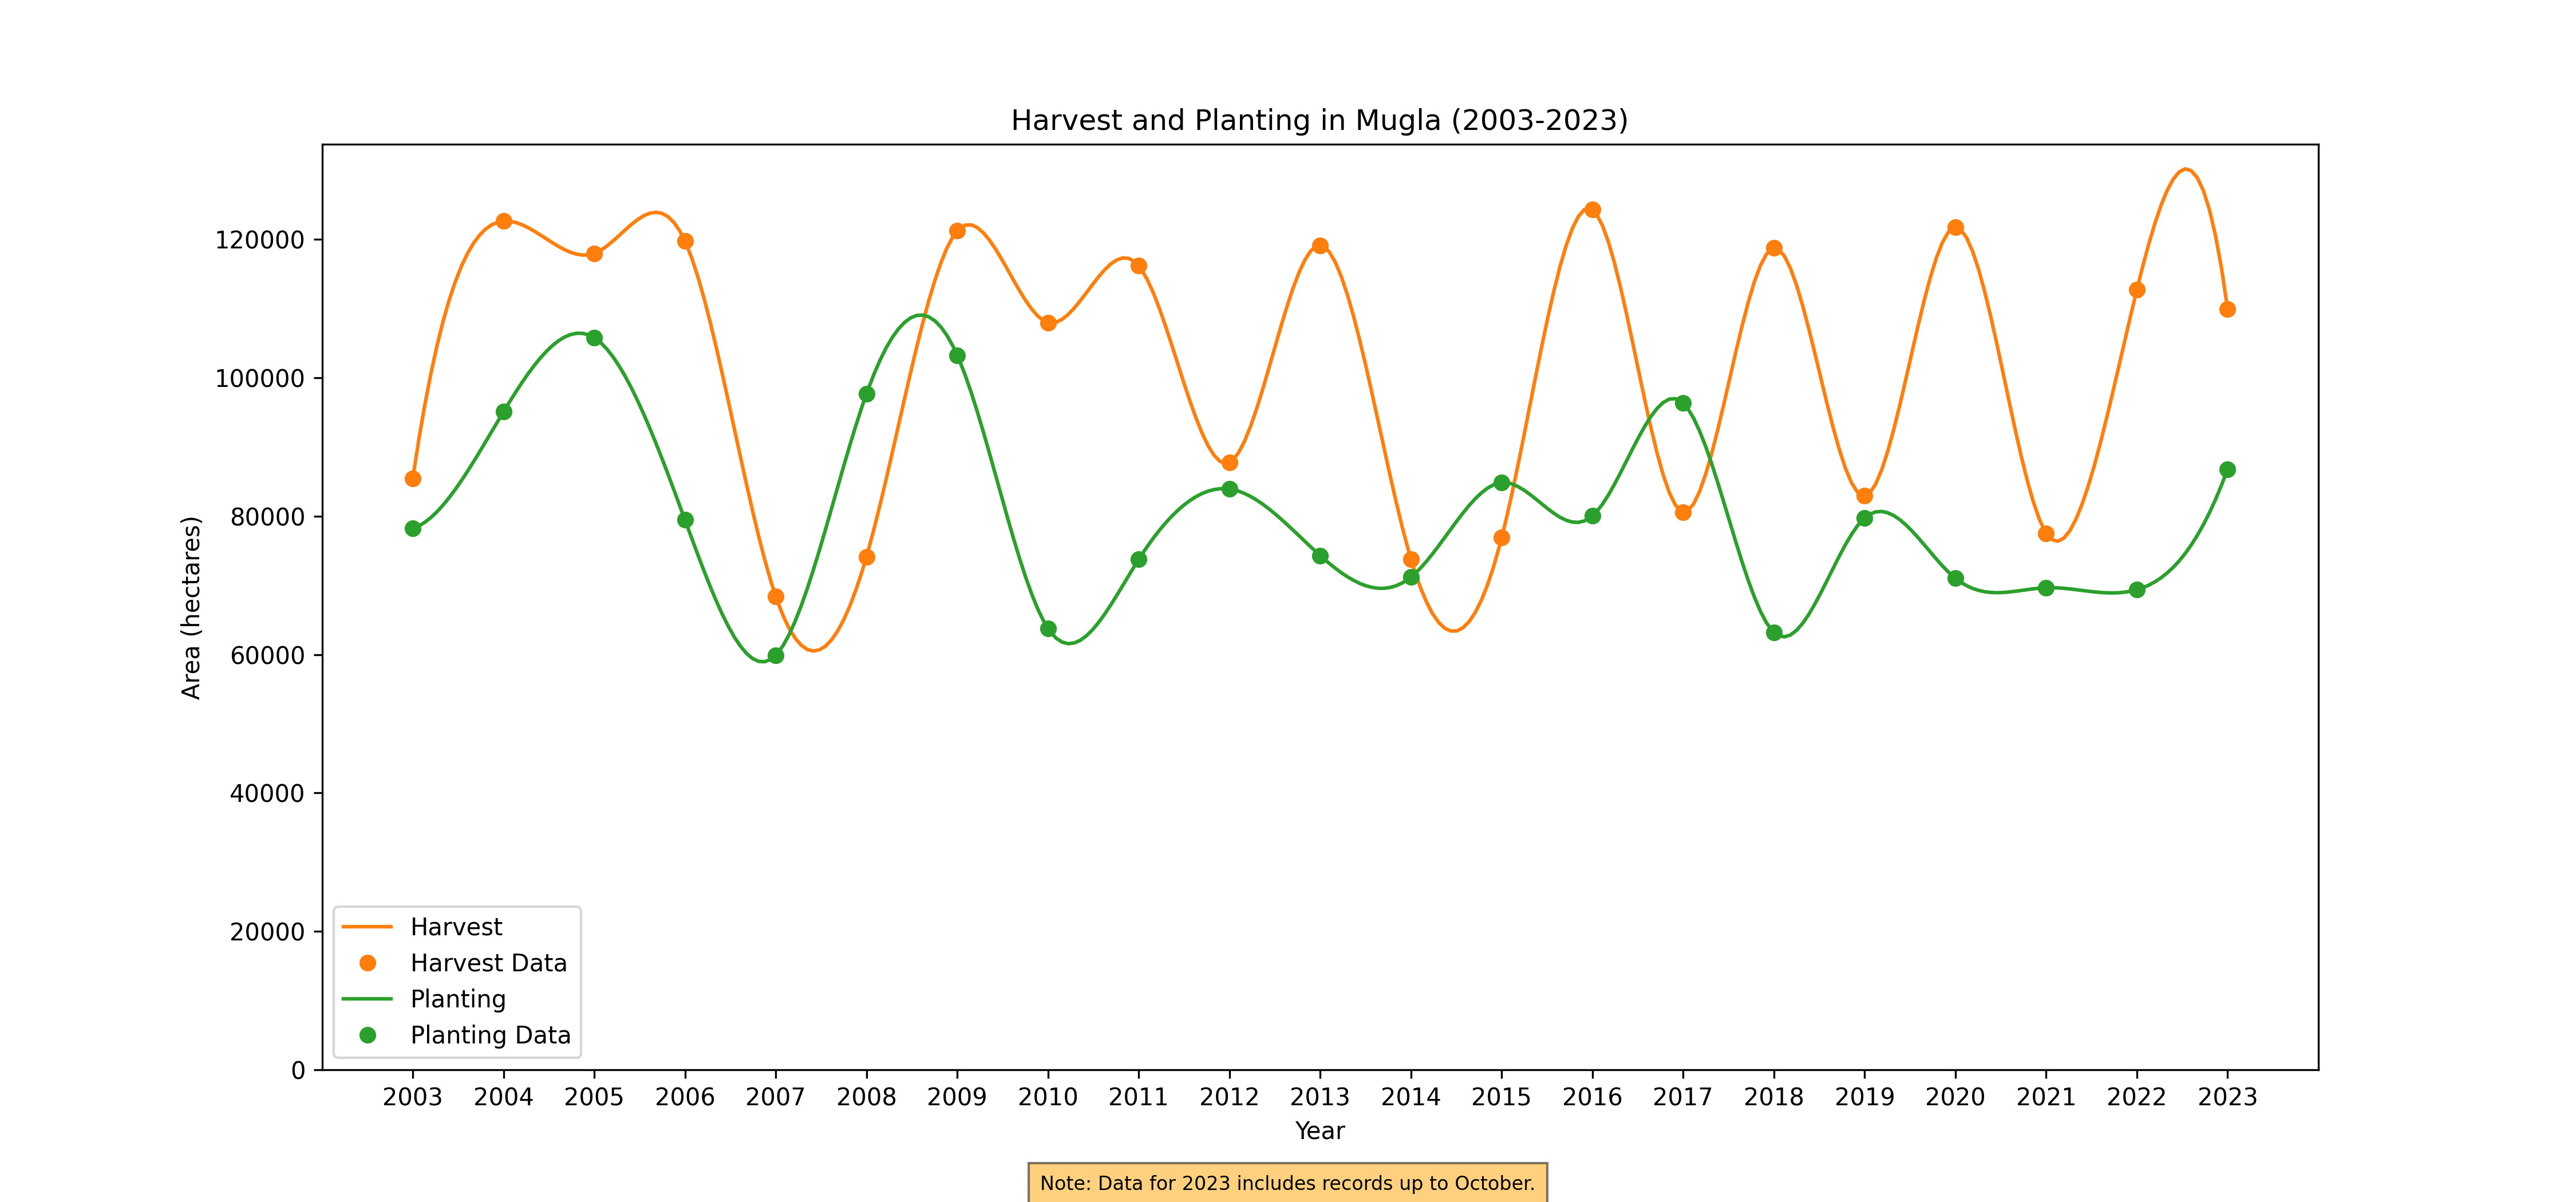 Harvest and Planting in Mugla (2003-2023)
Area (hectares)
120000
100000
80000
60000
40000
20000
0
Harvest
Harvest Data
Planting
Planting Data
2003 2004 2005 2006 2007 2008 2009 2010 2011 2012 2013 2014 2015 2016 2017 2018 2019 2020 2021 2022 2023
Year
Note: Data for 2023 includes records up to October.